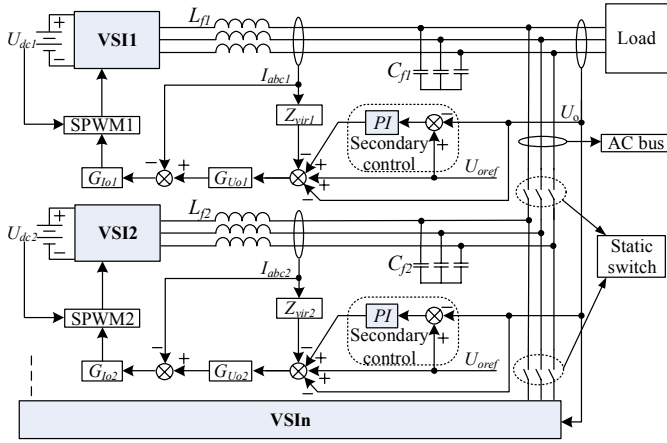 U_dc1
+
−
VSI1
L_f1
Load
C_f1
I_abc1
Z_vir1
SPWM1
G_Io1
−
+
G_Uo1
−
+
+
−
PI
−
+
Secondary
control
U_oref
U_o
AC bus
U_dc2
+
−
VSI2
L_f2
C_f2
Static
switch
I_abc2
Z_vir2
SPWM2
G_Io2
−
+
G_Uo2
−
+
+
−
PI
−
+
Secondary
control
U_oref
VSIn